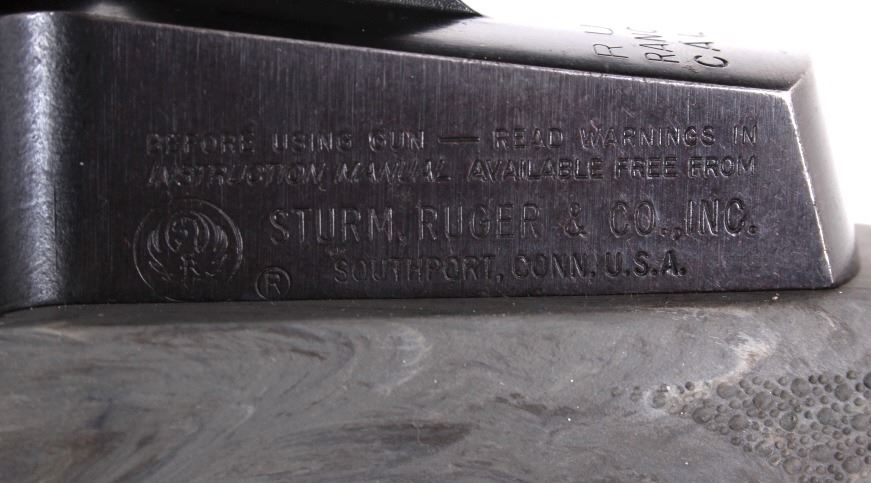 BEFORE USING GUN — READ WARNINGS IN
INSTRUCTION MANUAL AVAILABLE FREE FROM
STURM, RUGER & CO., INC.
® SOUTHPORT, CONN. U.S.A.